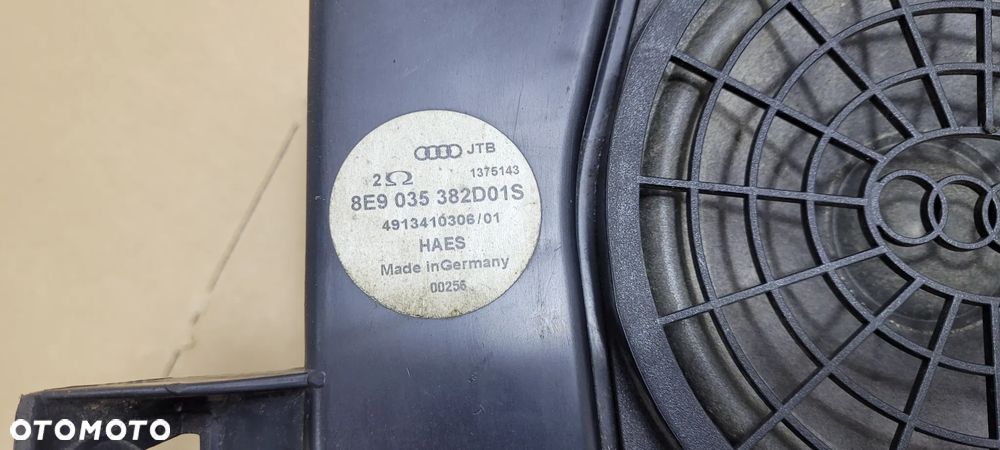 JTB
2Ω 1375143
8E9 035 382D01S
4913410306/01
HAES
Made inGermany
00256
OTOMOTO